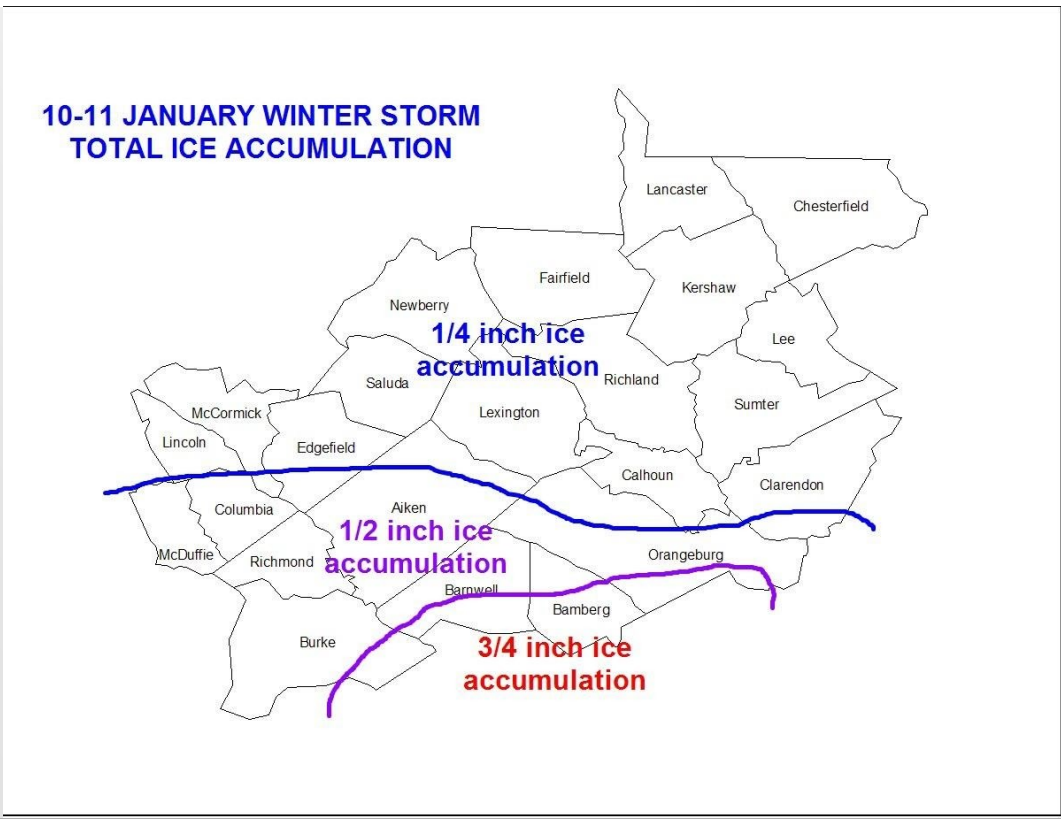 10-11 JANUARY WINTER STORM
TOTAL ICE ACCUMULATION
Lancaster
Chesterfield
Fairfield
Kershaw
Newberry
1/4 inch ice
accumulation
Lee
Saluda
Richland
Lexington
Sumter
McCormick
Lincoln
Edgefield
Calhoun
Clarendon
Columbia
Aiken
1/2 inch ice
accumulation
McDuffie
Richmond
Orangeburg
Barnwell
Bamberg
Burke
3/4 inch ice
accumulation